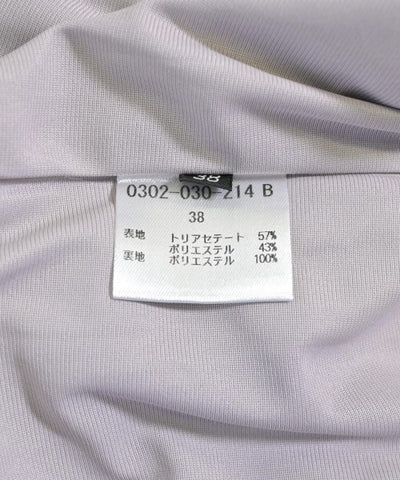 38
0302-030-214 B
38
表地 トリアセテート 57%
ポリエステル 43%
裏地 ポリエステル 100%